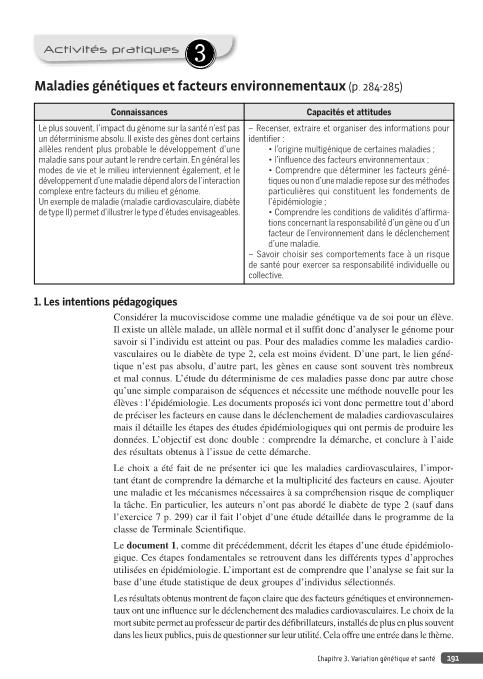 Activités pratiques 3
Maladies génétiques et facteurs environnementaux (p. 284-285)
Connaissances
Le plus souvent, l'impact du génome sur la santé n'est pas
un déterminisme absolu. Il existe des gènes dont certains
allèles rendent plus probable le développement d'une
maladie sans pour autant le rendre certain. En général les
modes de vie et le milieu interviennent également, et le
développement d'une maladie dépend alors de l'interaction
complexe entre facteurs du milieu et génome.
Un exemple de maladie (maladie cardiovasculaire, diabète
de type II) permet d'illustrer le type d'études envisageables.
Capacités et attitudes
– Recenser, extraire et organiser des informations pour
identifier :
• l'origine multigénique de certaines maladies ;
• l'influence des facteurs environnementaux ;
• Comprendre que déterminer les facteurs géné-
tiques ou non d'une maladie repose sur des méthodes
particulières qui constituent les fondements de
l'épidémiologie ;
• Comprendre les conditions de validités d'affirma-
tions concernant la responsabilité d'un gène ou d'un
facteur de l'environnement dans le déclenchement
d'une maladie.
– Savoir choisir ses comportements face à un risque
de santé pour exercer sa responsabilité individuelle ou
collective.
1. Les intentions pédagogiques
Considérer la mucoviscidose comme une maladie génétique va de soi pour un élève.
Il existe un allèle malade, un allèle normal et il suffit donc d'analyser le génome pour
savoir si l'individu est atteint ou pas. Pour des maladies comme les maladies cardio-
vasculaires ou le diabète de type 2, cela est moins évident. D'une part, le lien géné-
tique n'est pas absolu, d'autre part, les gènes en cause sont souvent très nombreux
et mal connus. L'étude du déterminisme de ces maladies passe donc par autre chose
qu'une simple comparaison de séquences et nécessite une méthode nouvelle pour les
élèves : l'épidémiologie. Les documents proposés ici vont donc permettre tout d'abord
de préciser les facteurs en cause dans le déclenchement de maladies cardiovasculaires
mais il détaille les étapes des études épidémiologiques qui ont permis de produire les
données. L'objectif est donc double : comprendre la démarche, et conclure à l'aide
des résultats obtenus à l'issue de cette démarche.
Le choix a été fait de ne présenter ici que les maladies cardiovasculaires, l'impor-
tant étant de comprendre la démarche et la multiplicité des facteurs en cause. Ajouter
une maladie et les mécanismes nécessaires à sa compréhension risque de compliquer
la tâche. En particulier, les auteurs n'ont pas abordé le diabète de type 2 (sauf dans
l'exercice 7 p. 299) car il fait l'objet d'une étude détaillée dans le programme de la
classe de Terminale Scientifique.
Le document 1, comme dit précédemment, décrit les étapes d'une étude épidémiolo-
gique. Ces étapes fondamentales se retrouvent dans les différents types d'approches
utilisées en épidémiologie. L'important est de comprendre que l'analyse se fait sur la
base d'une étude statistique de deux groupes d'individus sélectionnés.
Les résultats obtenus montrent de façon claire que des facteurs génétiques et environnemen-
taux ont une influence sur le déclenchement des maladies cardiovasculaires. Le choix de la
mort subite permet au professeur de partir des défibrillateurs, installés de plus en plus souvent
dans les lieux publics, puis de questionner sur leur utilité. Cela offre une entrée dans le thème.
Chapitre 3. Variation génétique et santé 191